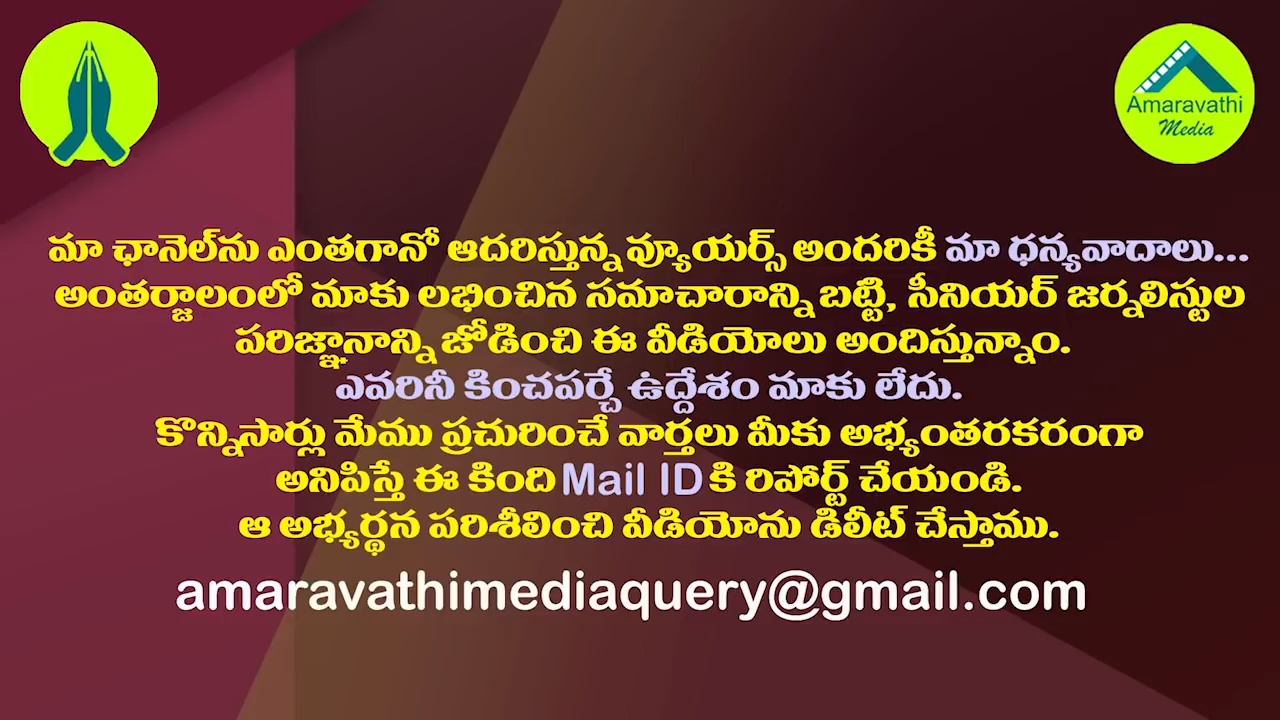 Amaravathi
Media
మా ఛానెల్‌ను ఎంతగానో ఆదరిస్తున్న వ్యూయర్స్ అందరికీ మా ధన్యవాదాలు...
అంతర్జాలంలో మాకు లభించిన సమాచారాన్ని బట్టి, సీనియర్ జర్నలిస్టుల
పరిజ్ఞానాన్ని జోడించి ఈ వీడియోలు అందిస్తున్నాం.
ఎవరినీ కించపర్చే ఉద్దేశం మాకు లేదు.
కొన్నిసార్లు మేము ప్రచురించే వార్తలు మీకు అభ్యంతరకరంగా
అనిపిస్తే ఈ కింది Mail ID కి రిపోర్ట్ చేయండి.
ఆ అభ్యర్థన పరిశీలించి వీడియోను డిలీట్ చేస్తాము.
amaravathimediaquery@gmail.com